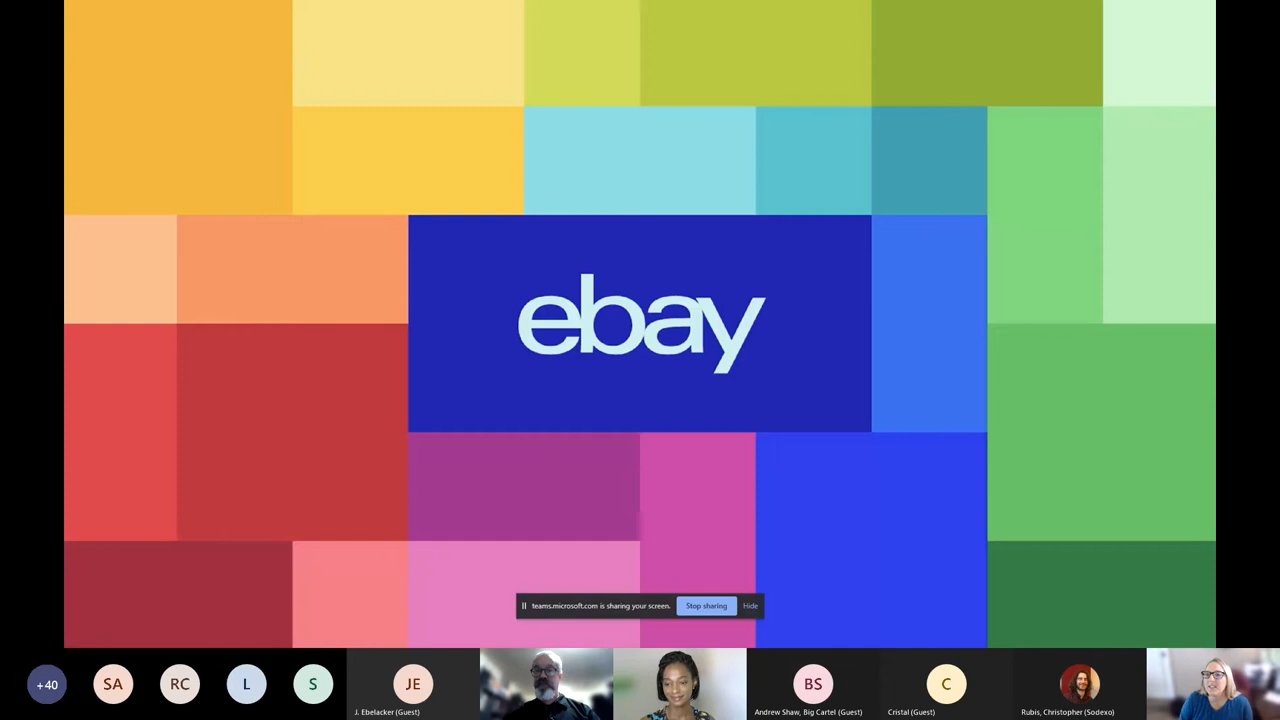 ebay
teams.microsoft.com is sharing your screen.
Stop sharing
Hide
+40
SA
RC
L
S
JE
BS
C
J. Ebelacker (Guest)
Andrew Shaw, Big Cartel (Guest)
Cristal (Guest)
Rubis, Christopher (Sodexo)